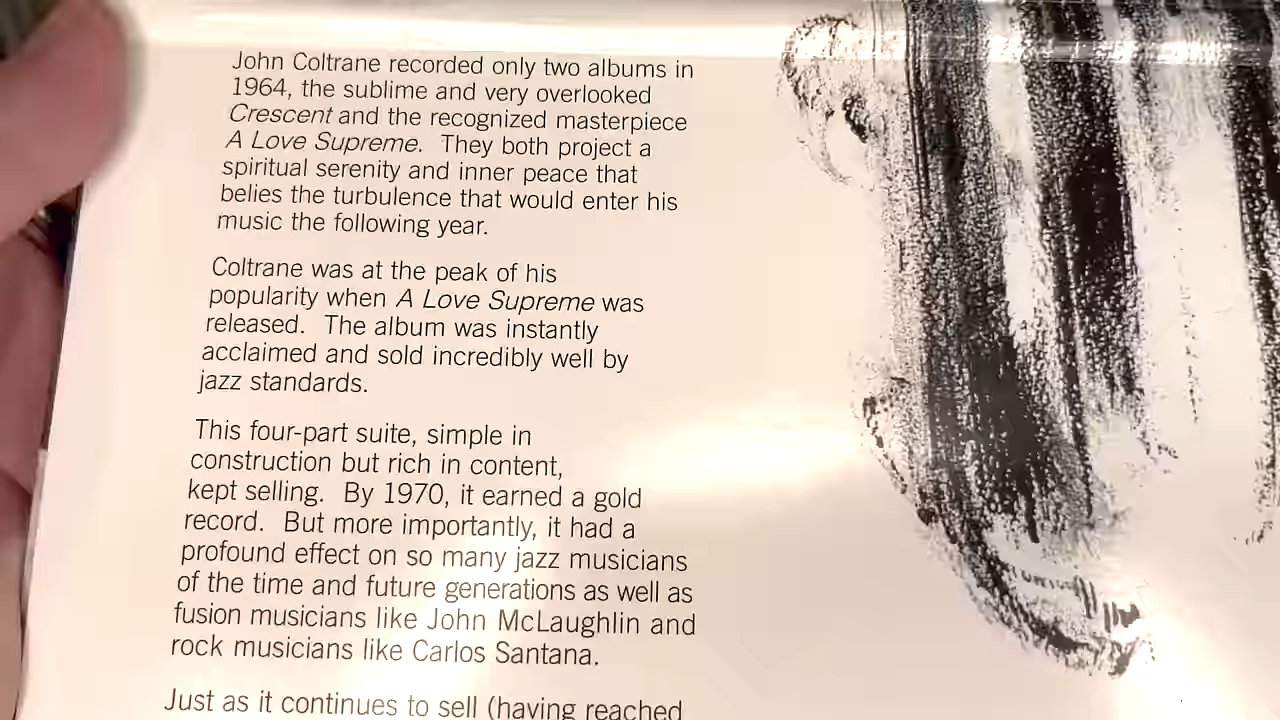 John Coltrane recorded only two albums in
1964, the sublime and very overlooked
Crescent and the recognized masterpiece
A Love Supreme. They both project a
spiritual serenity and inner peace that
belies the turbulence that would enter his
music the following year.
Coltrane was at the peak of his
popularity when A Love Supreme was
released. The album was instantly
acclaimed and sold incredibly well by
jazz standards.
This four-part suite, simple in
construction but rich in content,
kept selling. By 1970, it earned a gold
record. But more importantly, it had a
profound effect on so many jazz musicians
of the time and future generations as well as
fusion musicians like John McLaughlin and
rock musicians like Carlos Santana.
Just as it continues to sell (having reached